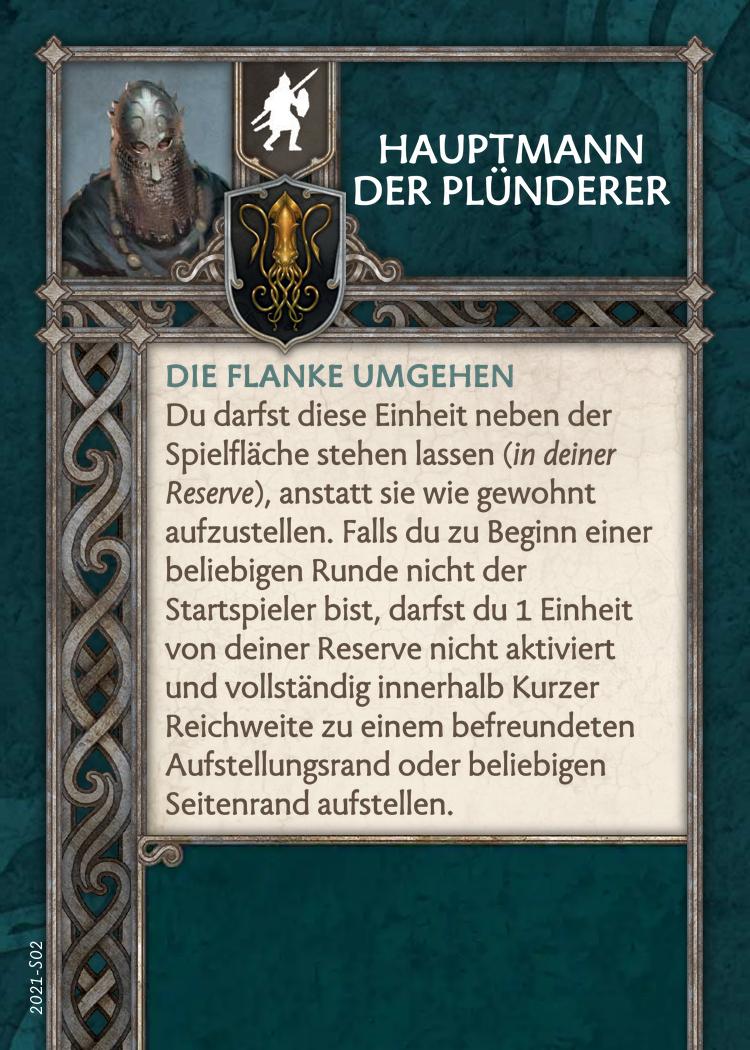 HAUPTMANN
DER PLÜNDERER
DIE FLANKE UMGEHEN
Du darfst diese Einheit neben der
Spielfläche stehen lassen (in deiner
Reserve), anstatt sie wie gewohnt
aufzustellen. Falls du zu Beginn einer
beliebigen Runde nicht der
Startspieler bist, darfst du 1 Einheit
von deiner Reserve nicht aktiviert
und vollständig innerhalb Kurzer
Reichweite zu einem befreundeten
Aufstellungsrand oder beliebigen
Seitenrand aufstellen.
2021-S02